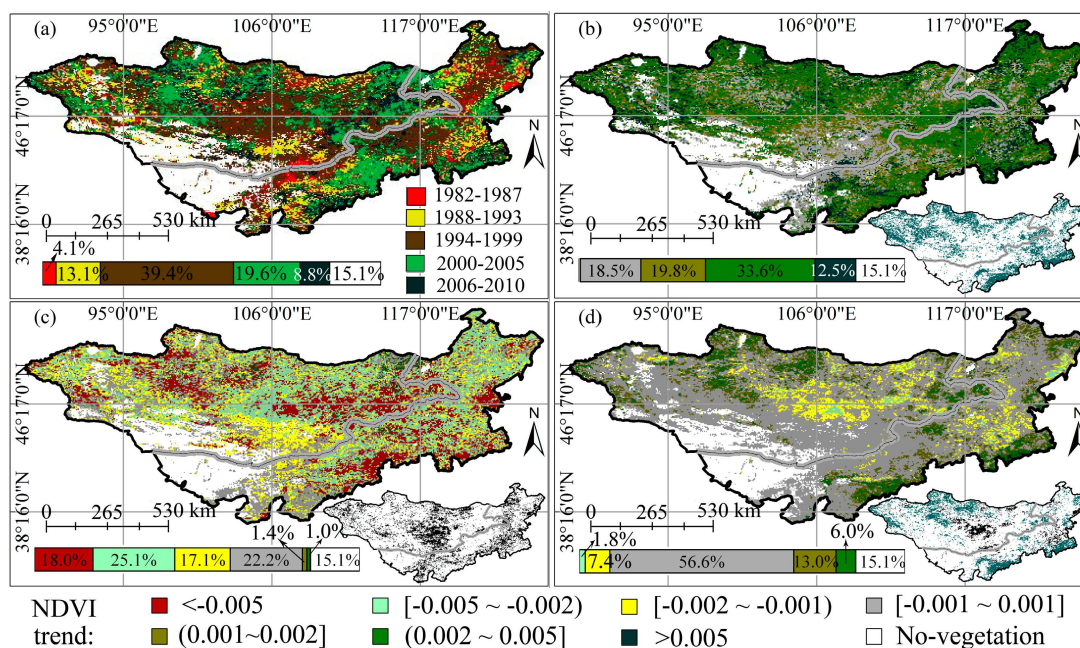 (a)
95°0'0"E
106°0'0"E
117°0'0"E
46°17'0"N
38°16'0"N
N
0 265 530 km
1982-1987
1988-1993
1994-1999
2000-2005
2006-2010
4.1%
13.1% 39.4% 19.6% 8.8% 15.1%
(b)
95°0'0"E
106°0'0"E
117°0'0"E
46°17'0"N
38°16'0"N
N
0 265 530 km
18.5% 19.8% 33.6% 12.5% 15.1%
(c)
95°0'0"E
106°0'0"E
117°0'0"E
46°17'0"N
38°16'0"N
N
0 265 530 km
1.4% 1.0%
18.0% 25.1% 17.1% 22.2% 15.1%
(d)
95°0'0"E
106°0'0"E
117°0'0"E
46°17'0"N
38°16'0"N
N
0 265 530 km
1.8% 6.0%
7.4% 56.6% 13.0% 15.1%
NDVI trend:
<-0.005
[-0.005 ~ -0.002)
[-0.002 ~ -0.001)
[-0.001 ~ 0.001]
(0.001~0.002]
(0.002 ~ 0.005]
>0.005
No-vegetation